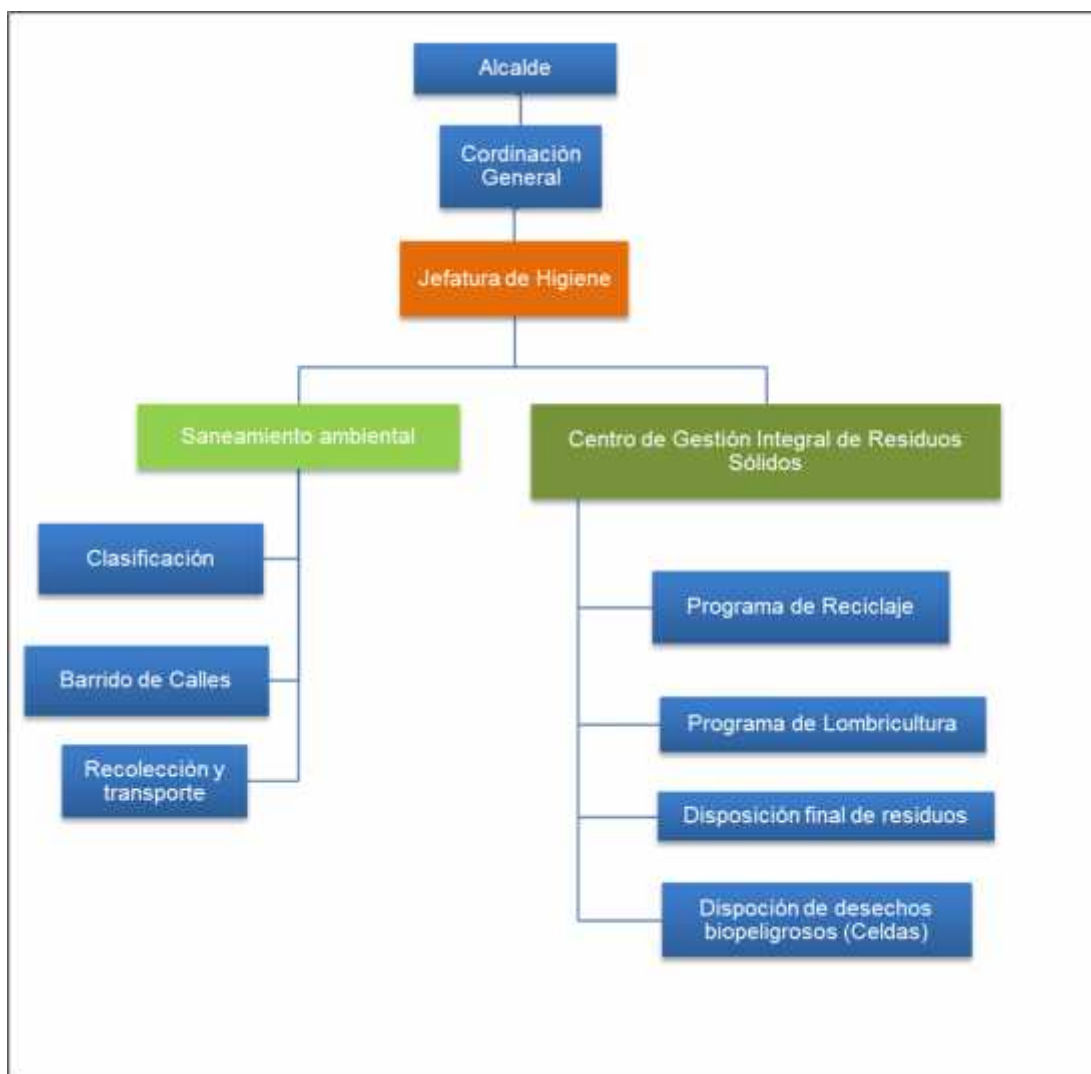 Alcalde
Cordinación
General
Jefatura de Higiene
Saneamiento ambiental
Clasificación
Barrido de Calles
Recolección y
transporte
Centro de Gestión Integral de Residuos
Sólidos
Programa de Reciclaje
Programa de Lombricultura
Disposición final de residuos
Dispoción de desechos
biopeligrosos (Celdas)